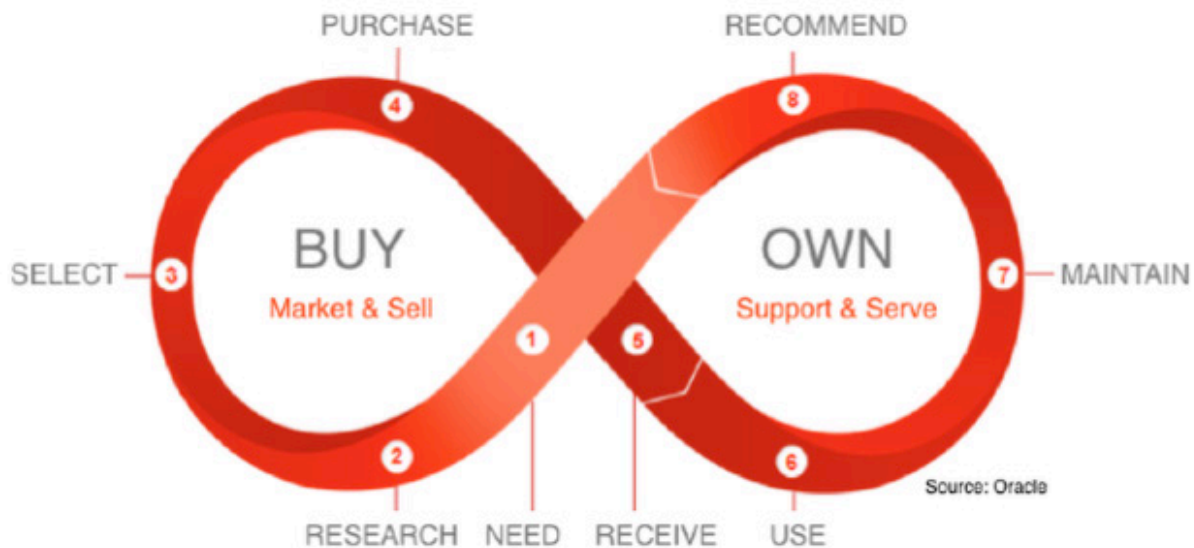 PURCHASE
RECOMMEND
4
8
BUY
OWN
SELECT
3
7
MAINTAIN
Market & Sell
Support & Serve
1
5
2
6
Source: Oracle
RESEARCH
NEED
RECEIVE
USE